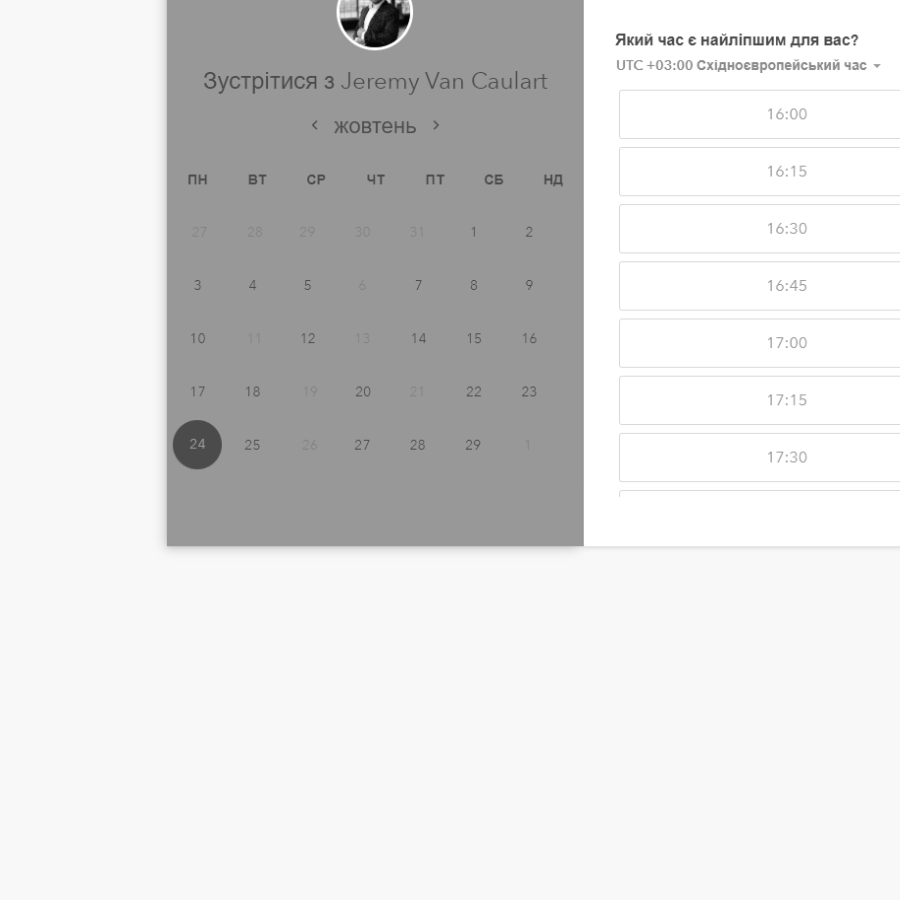 Зустрітися з Jeremy Van Caulart
‹ жовтень ›
ПН ВТ СР ЧТ ПТ СБ НД
27 28 29 30 31 1 2
3 4 5 6 7 8 9
10 11 12 13 14 15 16
17 18 19 20 21 22 23
24 25 26 27 28 29 1
Який час є найліпшим для вас?
UTC +03:00 Східноєвропейський час
16:00
16:15
16:30
16:45
17:00
17:15
17:30